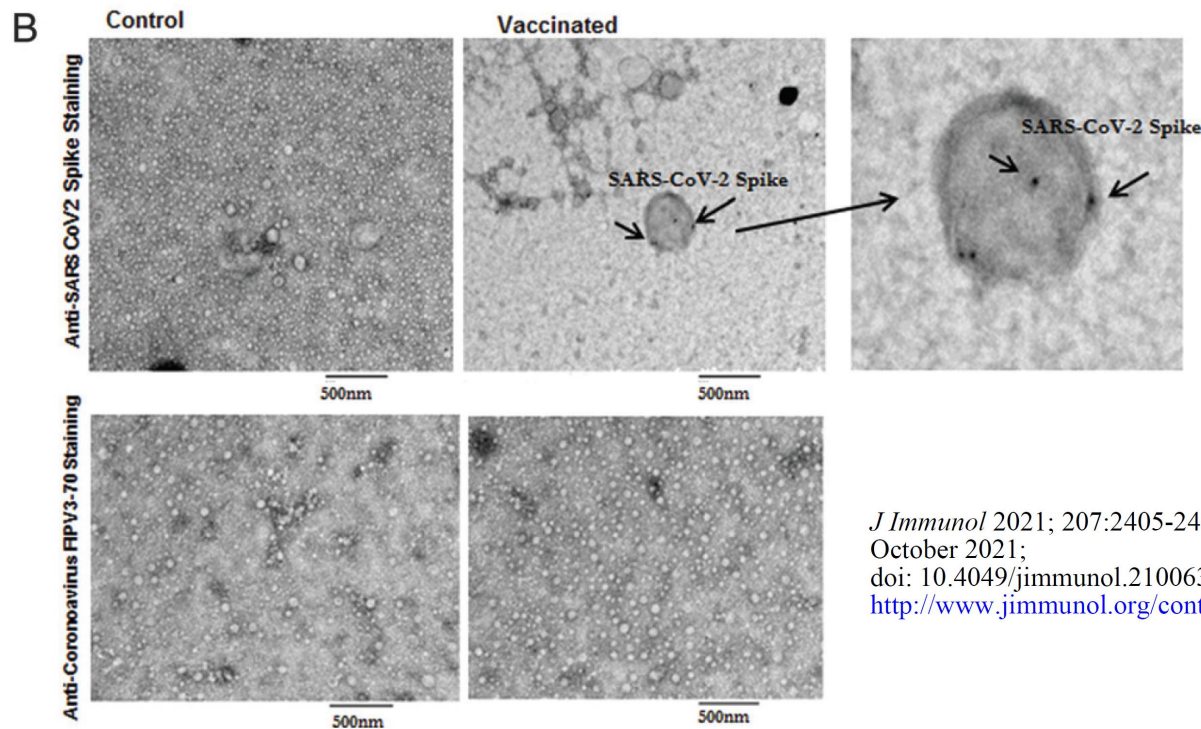 B
Control
Vaccinated
Anti-SARS CoV2 Spike Staining
SARS-CoV-2 Spike
SARS-CoV-2 Spike
500nm
500nm
Anti-Coronoavirus FIPV3-70 Staining
500nm
500nm
J Immunol 2021; 207:2405-24
October 2021;
doi: 10.4049/jimmunol.210063
http://www.jimmunol.org/cont